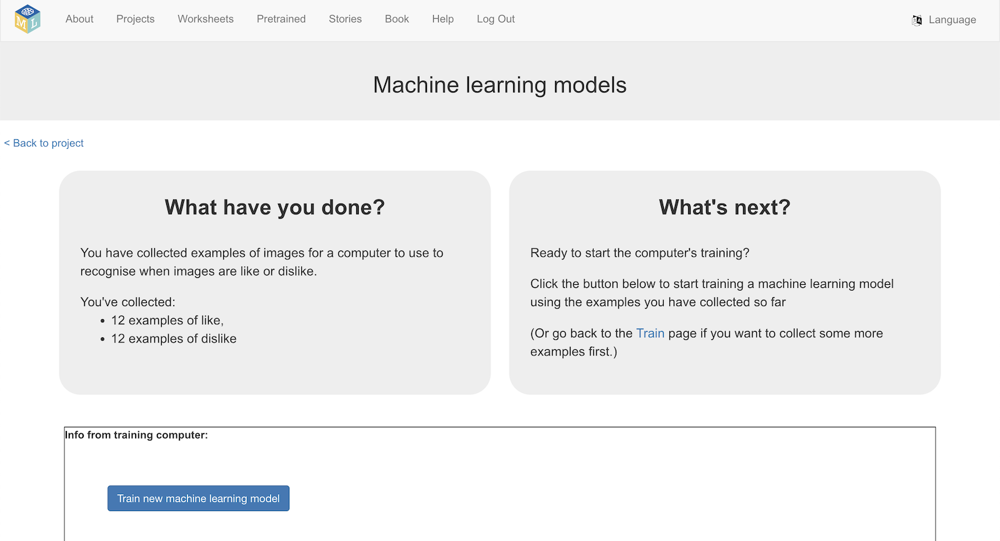 M L
About Projects Worksheets Pretrained Stories Book Help Log Out Language
Machine learning models
< Back to project
What have you done?
You have collected examples of images for a computer to use to
recognise when images are like or dislike.
You've collected:
• 12 examples of like,
• 12 examples of dislike
What's next?
Ready to start the computer's training?
Click the button below to start training a machine learning model
using the examples you have collected so far
(Or go back to the Train page if you want to collect some more
examples first.)
Info from training computer:
Train new machine learning model